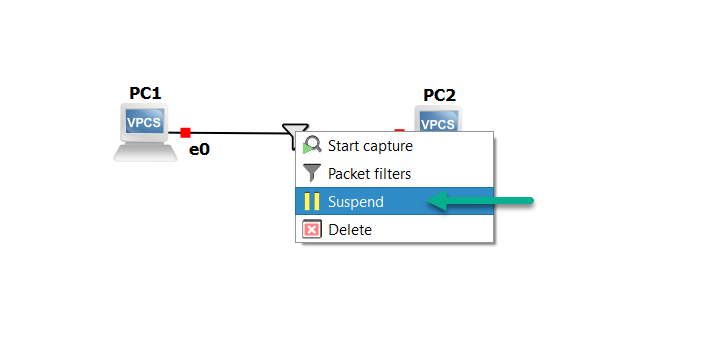 PC1
PC2
VPCS
VPCS
e0
Start capture
Packet filters
Suspend
Delete